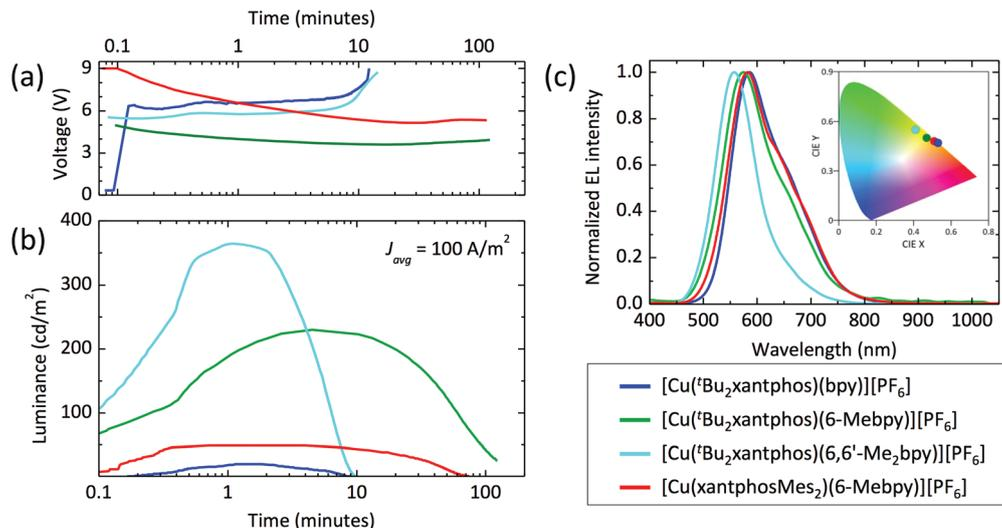 Time (minutes)
0.1 1 10 100
(a)
Voltage (V)
9
6
3
0
(b)
Luminance (cd/m²)
400
300
200
100
J_avg = 100 A/m²
0.1 1 10 100
Time (minutes)
(c)
Normalized EL intensity
1.0
0.8
0.6
0.4
0.2
0.0
400 500 600 700 800 900 1000
Wavelength (nm)
CIE Y
0.9
0.6
0.3
0
0 0.2 0.4 0.6 0.8
CIE X
[Cu(ᵗBu₂xantphos)(bpy)][PF₆]
[Cu(ᵗBu₂xantphos)(6-Mebpy)][PF₆]
[Cu(ᵗBu₂xantphos)(6,6'-Me₂bpy)][PF₆]
[Cu(xantphosMes₂)(6-Mebpy)][PF₆]